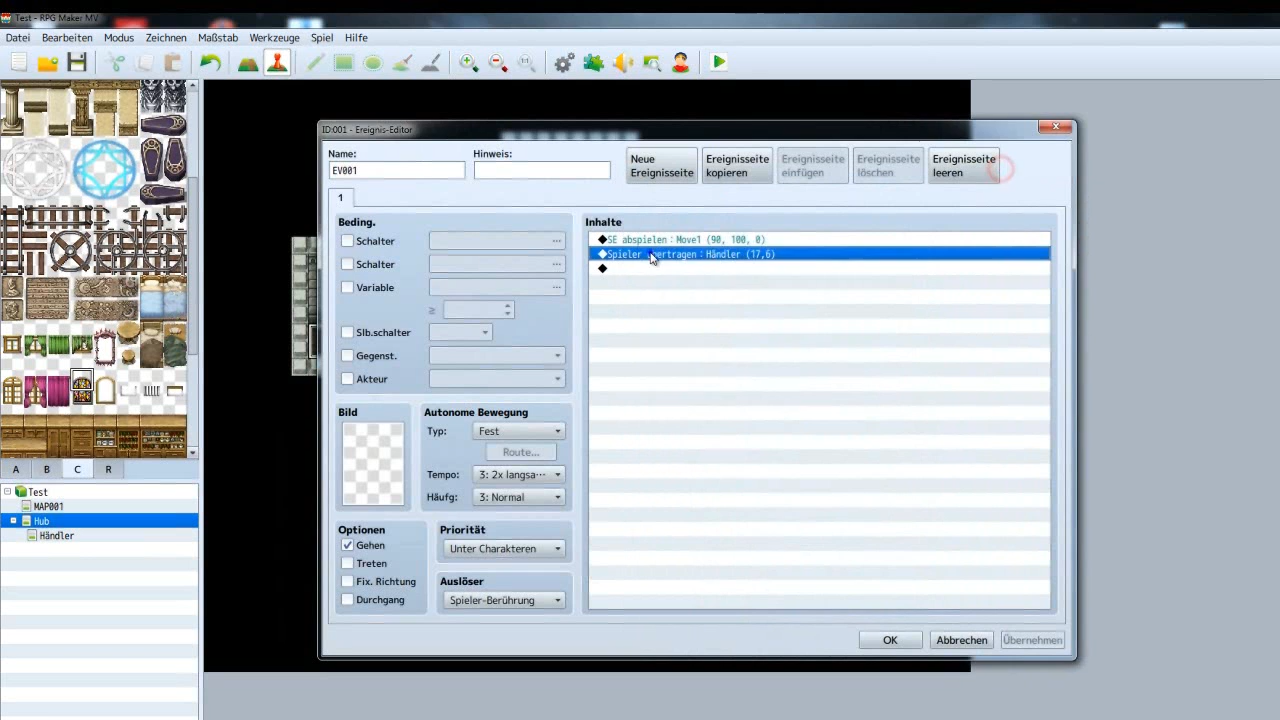 Test - RPG Maker MV
Datei Bearbeiten Modus Zeichnen Maßstab Werkzeuge Spiel Hilfe
ID:001 - Ereignis-Editor
Name: Hinweis:
EV001
Neue Ereignisseite
Ereignisseite kopieren
Ereignisseite einfügen
Ereignisseite löschen
Ereignisseite leeren
1
Beding.
Schalter
Schalter
Variable
≥
Slb.schalter
Gegenst.
Akteur
Bild
Autonome Bewegung
Typ: Fest
Route...
Tempo: 3: 2x langsa...
Häufg: 3: Normal
Optionen
Gehen
Treten
Fix. Richtung
Durchgang
Priorität
Unter Charakteren
Auslöser
Spieler-Berührung
Inhalte
◆SE abspielen : Move1 (90, 100, 0)
◆Spieler übertragen : Händler (17,6)
◆
OK Abbrechen Übernehmen
A B C R
Test
MAP001
Hub
Händler